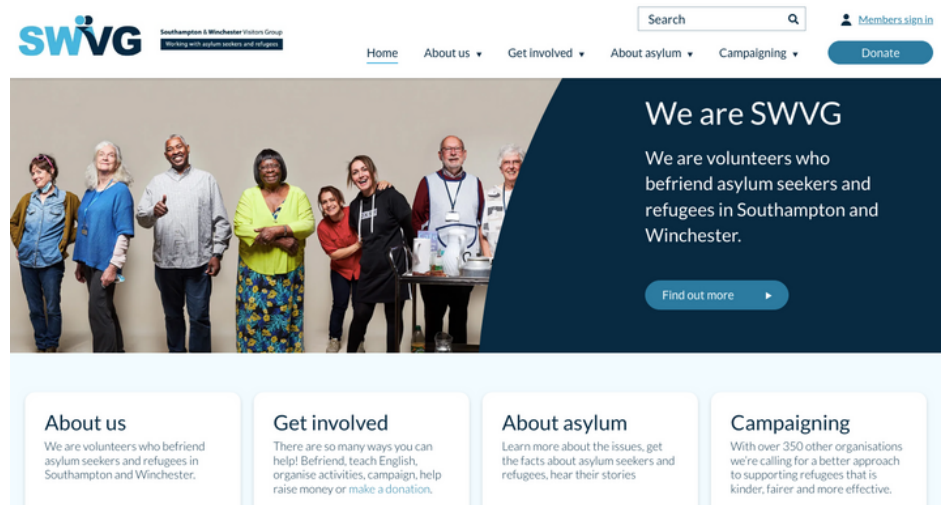 Search
Members sign in
SWVG
Southampton & Winchester Visitors Group
Working with asylum seekers and refugees
Home About us Get involved About asylum Campaigning Donate
We are SWVG
We are volunteers who
befriend asylum seekers and
refugees in Southampton and
Winchester.
Find out more
About us
We are volunteers who befriend
asylum seekers and refugees in
Southampton and Winchester.
Get involved
There are so many ways you can
help! Befriend, teach English,
organise activities, campaign, help
raise money or make a donation.
About asylum
Learn more about the issues, get
the facts about asylum seekers and
refugees, hear their stories
Campaigning
With over 350 other organisations
we're calling for a better approach
to supporting refugees that is
kinder, fairer and more effective.